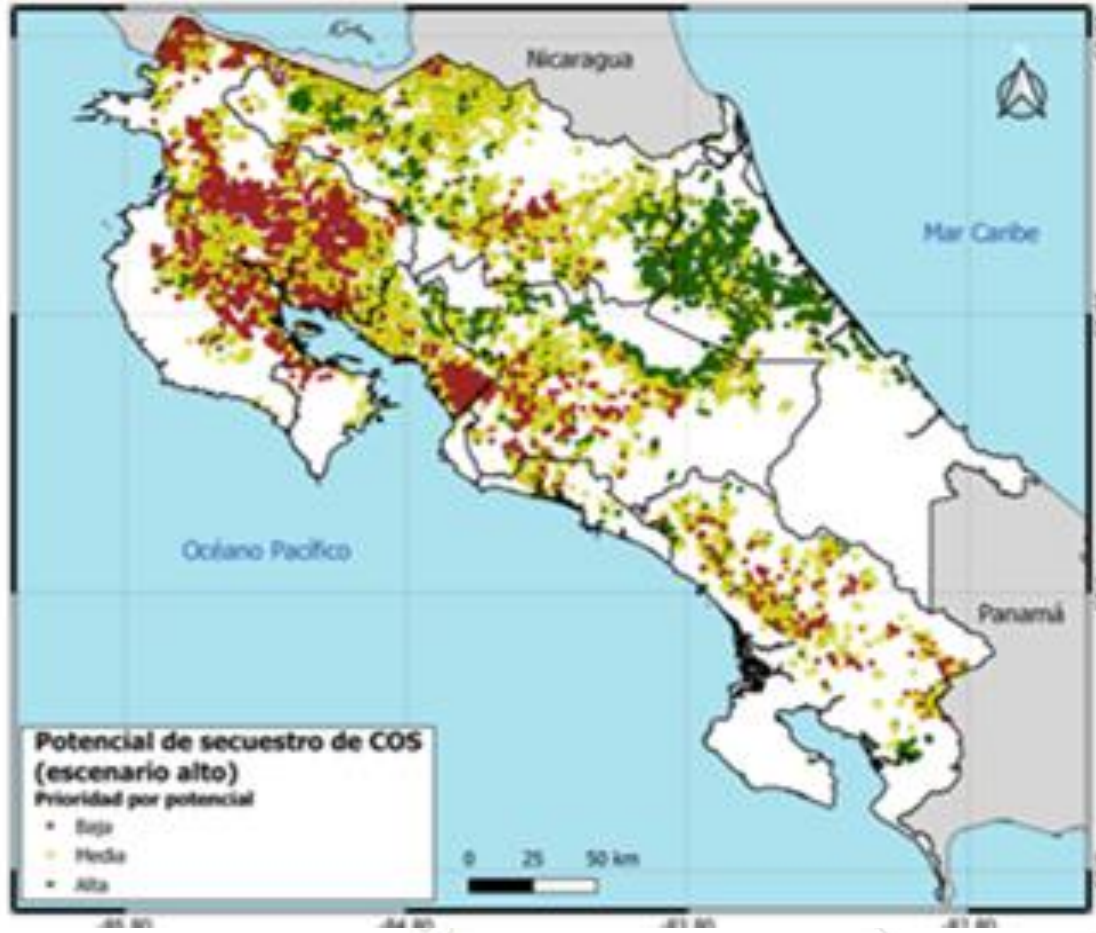 Nicaragua
Mar Caribe
Océano Pacífico
Panamá
Potencial de secuestro de COS
(escenario alto)
Prioridad por potencial
Baja
Media
Alta
0 25 50 km